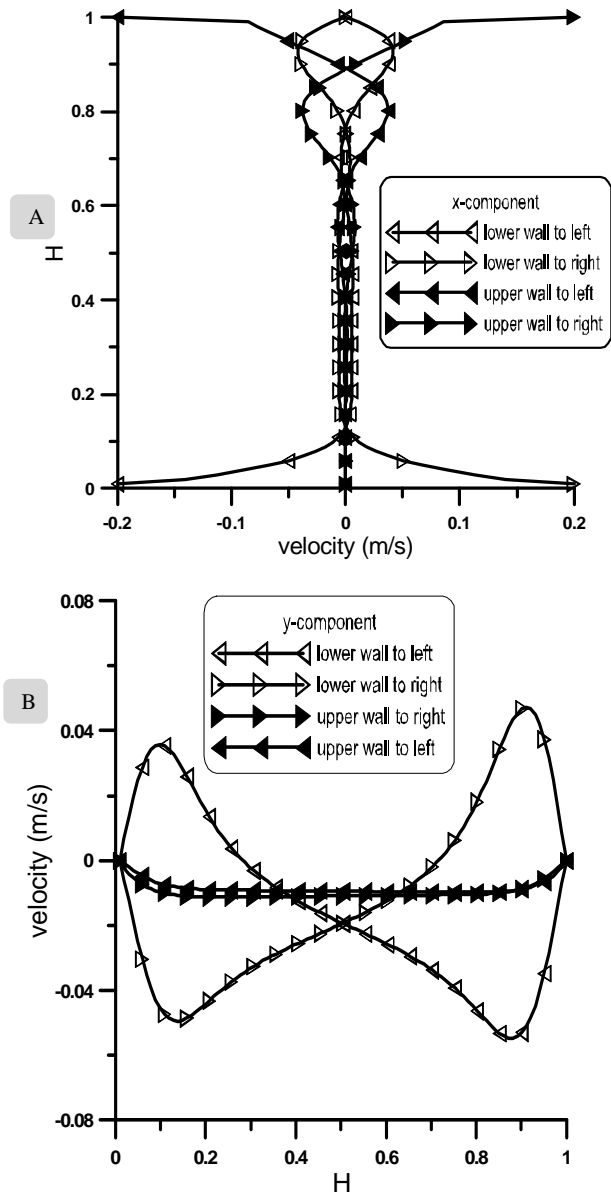 1
0.8
0.6
0.4
0.2
0
A
H
x-component
lower wall to left
lower wall to right
upper wall to left
upper wall to right
-0.2
-0.1
0
0.1
0.2
velocity (m/s)
0.08
0.04
0
-0.04
-0.08
B
velocity (m/s)
y-component
lower wall to left
lower wall to right
upper wall to right
upper wall to left
0
0.2
0.4
0.6
0.8
1
H